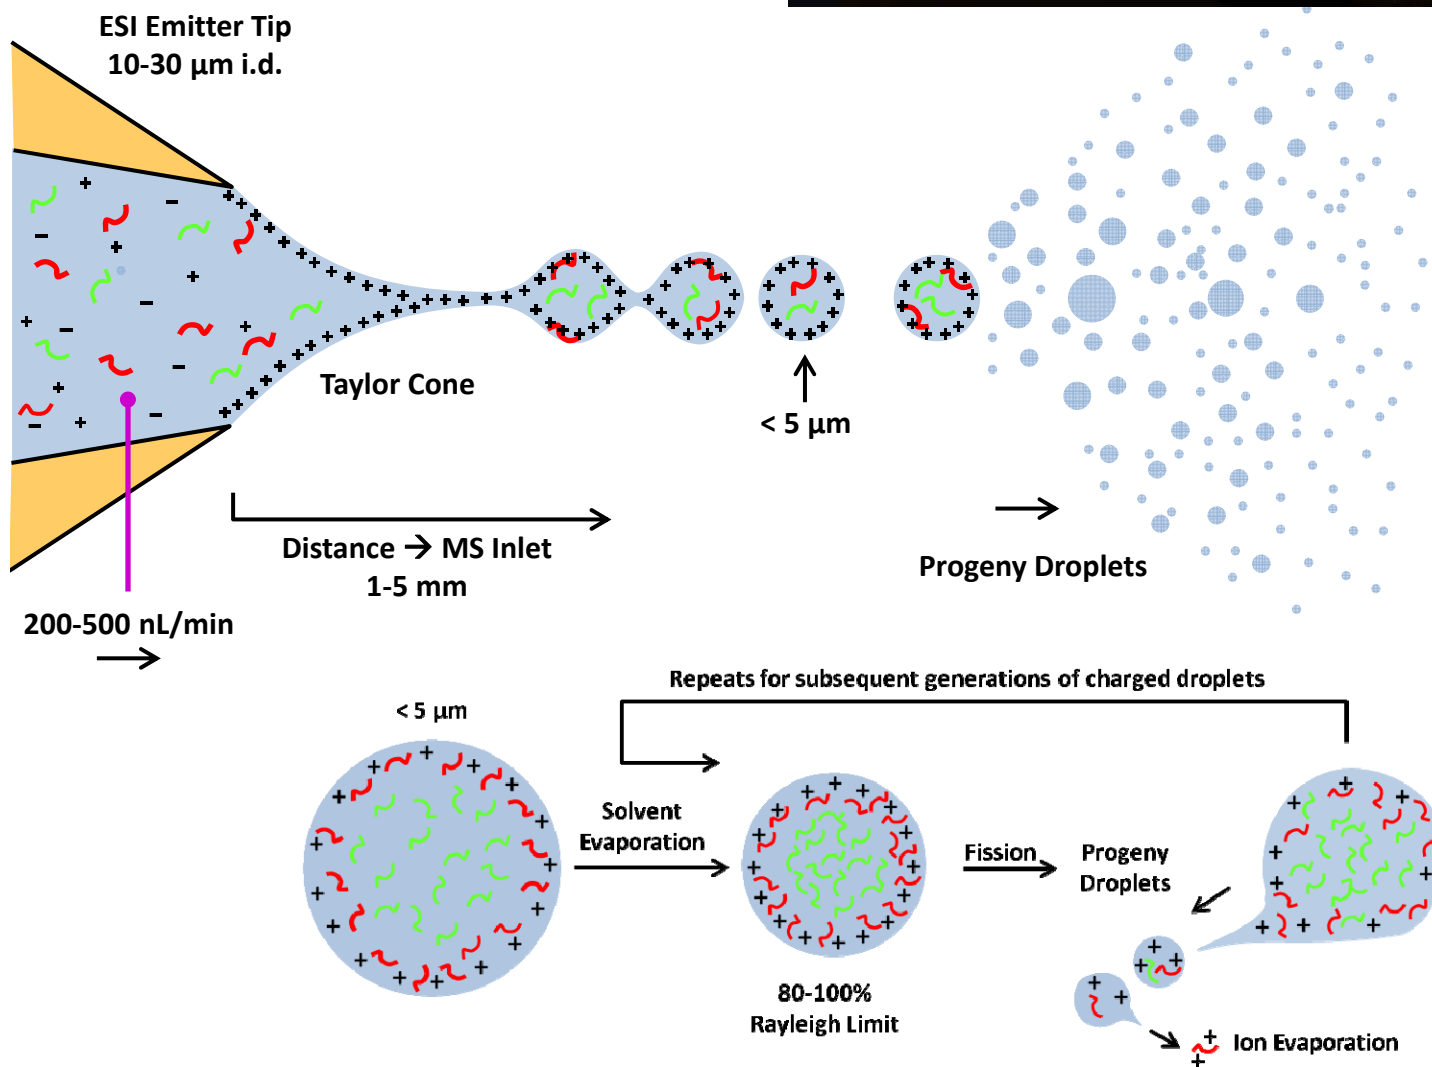 ESI Emitter Tip
10-30 µm i.d.
Taylor Cone
< 5 µm
Distance → MS Inlet
1-5 mm
Progeny Droplets
200-500 nL/min
Repeats for subsequent generations of charged droplets
< 5 µm
Solvent
Evaporation
80-100%
Rayleigh Limit
Fission
Progeny
Droplets
Ion Evaporation